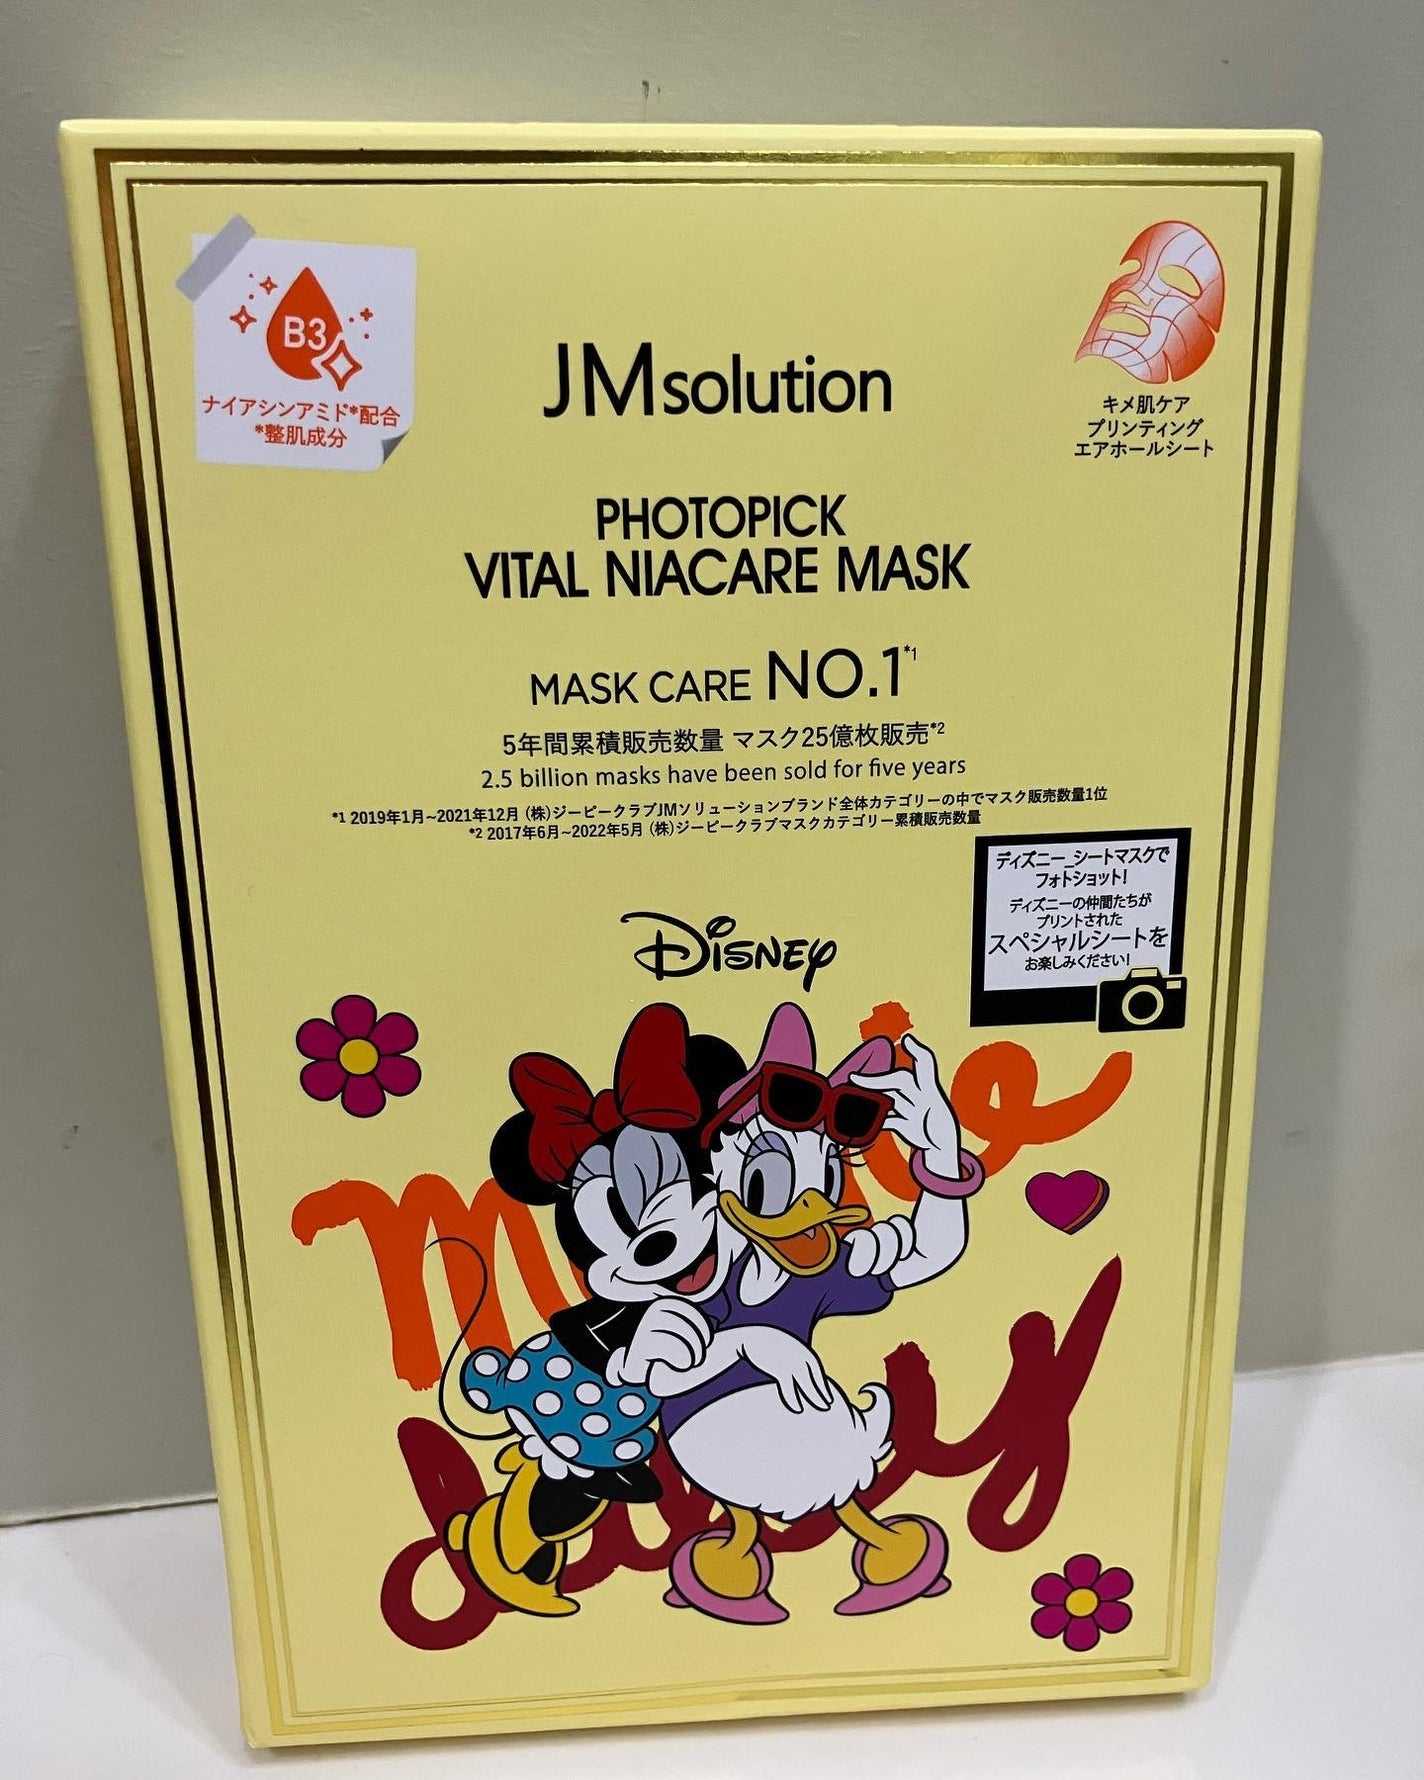 B3
ナイアシンアミド*配合
*整肌成分
キメ肌ケア
プリンティング
エアホールシート
JMsolution
PHOTOPICK
VITAL NIACARE MASK
MASK CARE NO.1*1
5年間累積販売数量 マスク25億枚販売*2
2.5 billion masks have been sold for five years
*1 2019年1月~2021年12月 (株)ジーピークラブJMソリューションブランド全体カテゴリーの中でマスク販売数量1位
*2 2017年6月~2022年5月 (株)ジーピークラブマスクカテゴリー累積販売数量
ディズニー_シートマスクで
フォトショット!
ディズニーの仲間たちが
プリントされた
スペシャルシートを
お楽しみください!
Disney